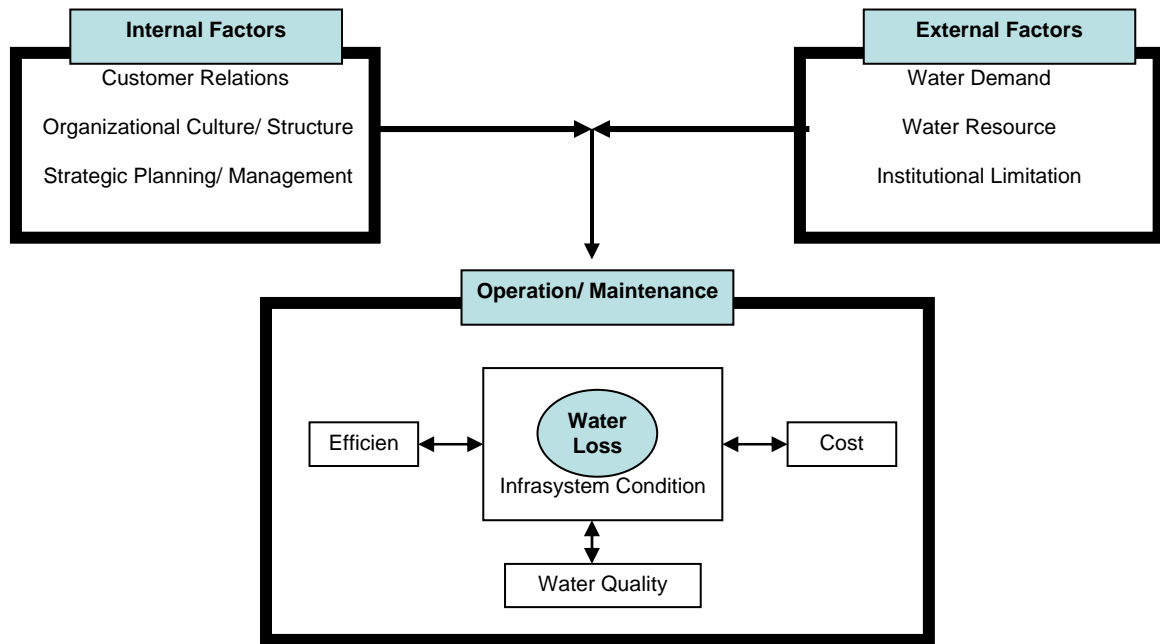 Internal Factors
Customer Relations
Organizational Culture/ Structure
Strategic Planning/ Management
External Factors
Water Demand
Water Resource
Institutional Limitation
Operation/ Maintenance
Water
Loss
Infrasystem Condition
Efficien
Cost
Water Quality